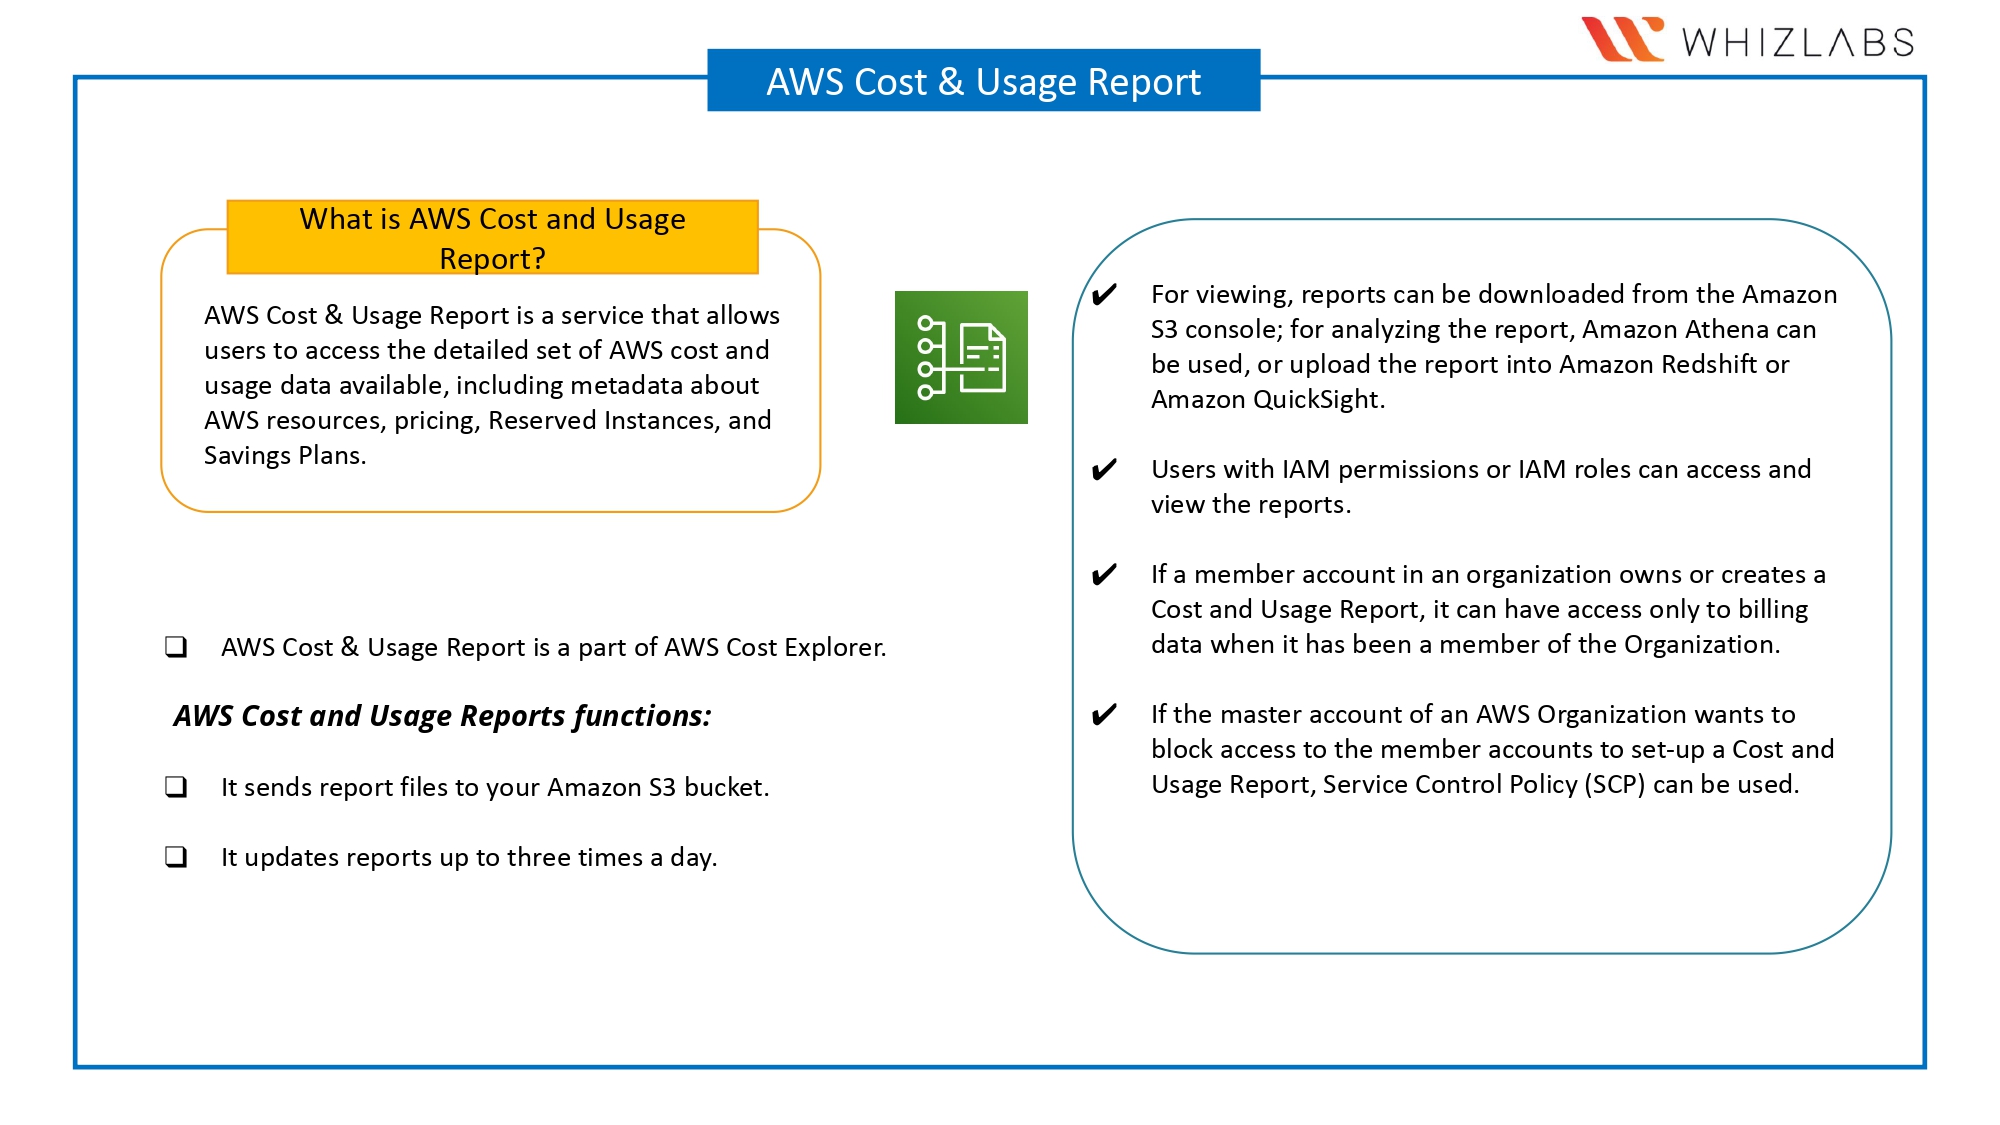 WHIZLABS
AWS Cost & Usage Report
What is AWS Cost and Usage
Report?
AWS Cost & Usage Report is a service that allows
users to access the detailed set of AWS cost and
usage data available, including metadata about
AWS resources, pricing, Reserved Instances, and
Savings Plans.
❏ AWS Cost & Usage Report is a part of AWS Cost Explorer.
AWS Cost and Usage Reports functions:
❏ It sends report files to your Amazon S3 bucket.
❏ It updates reports up to three times a day.
✔ For viewing, reports can be downloaded from the Amazon
S3 console; for analyzing the report, Amazon Athena can
be used, or upload the report into Amazon Redshift or
Amazon QuickSight.
✔ Users with IAM permissions or IAM roles can access and
view the reports.
✔ If a member account in an organization owns or creates a
Cost and Usage Report, it can have access only to billing
data when it has been a member of the Organization.
✔ If the master account of an AWS Organization wants to
block access to the member accounts to set-up a Cost and
Usage Report, Service Control Policy (SCP) can be used.